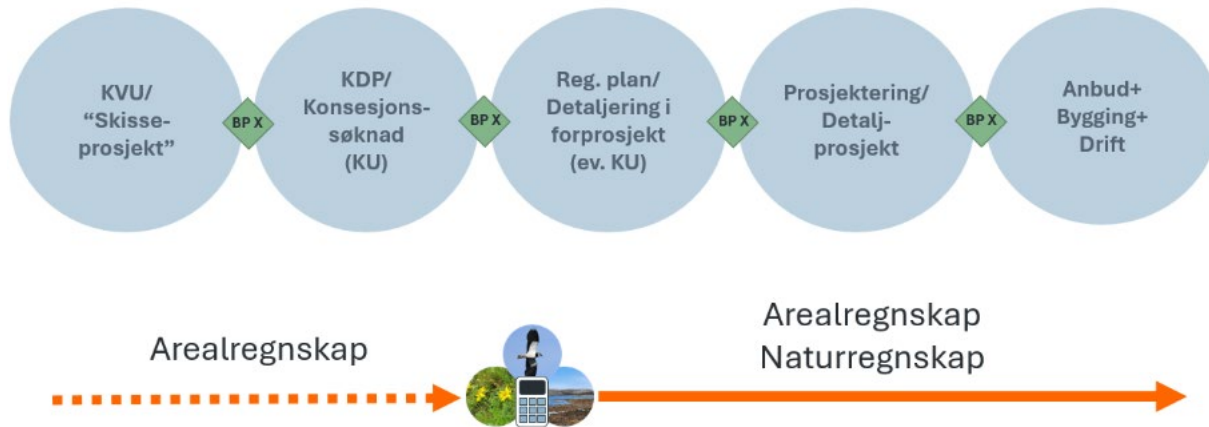 KVU/
“Skisse-
prosjekt”
BP X
KDP/
Konsesjons-
søknad
(KU)
BP X
Reg. plan/
Detaljering i
forprosjekt
(ev. KU)
BP X
Prosjektering/
Detalj-
prosjekt
BP X
Anbud+
Bygging+
Drift
Arealregnskap
Arealregnskap
Naturregnskap